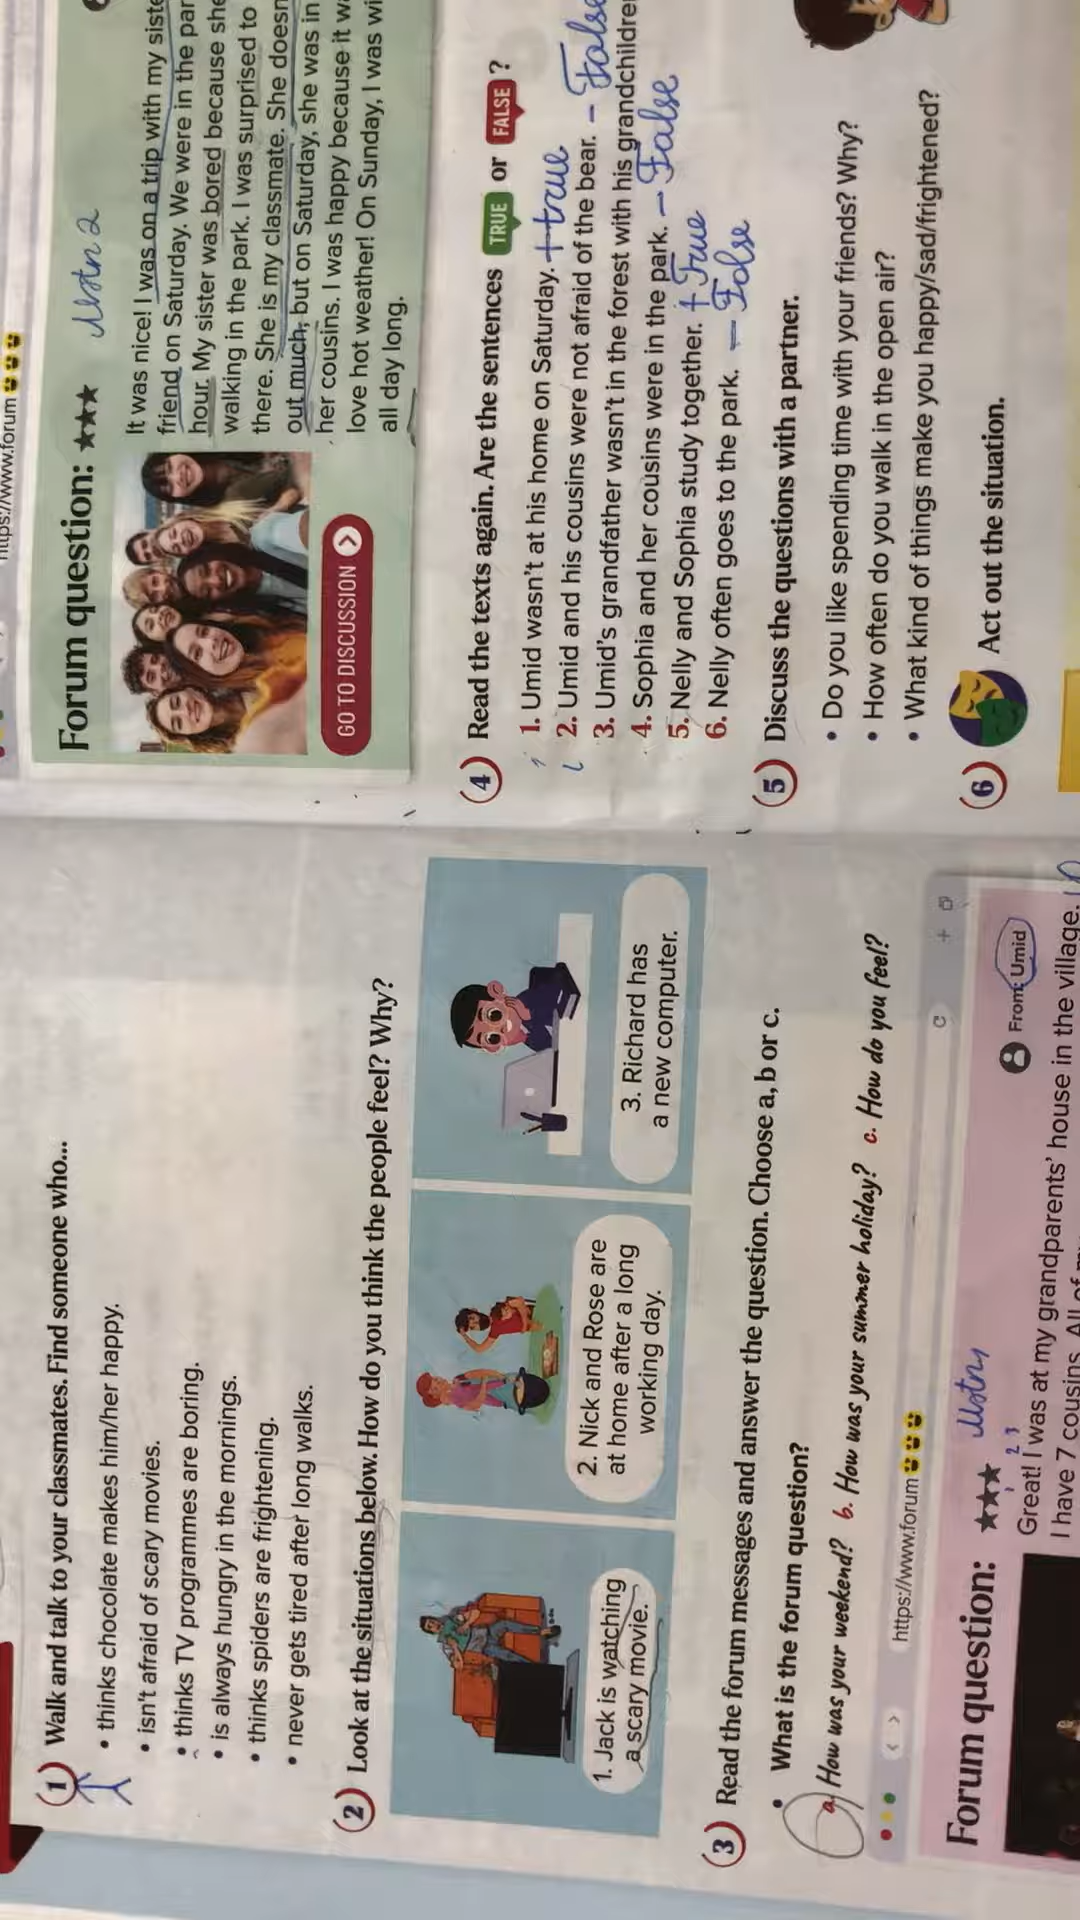 1 Walk and talk to your classmates. Find someone who...
• thinks chocolate makes him/her happy.
• isn't afraid of scary movies.
• thinks TV programmes are boring.
• is always hungry in the mornings.
• thinks spiders are frightening.
• never gets tired after long walks.
2 Look at the situations below. How do you think the people feel? Why?
1. Jack is watching
a scary movie.
2. Nick and Rose are
at home after a long
working day.
3. Richard has
a new computer.
3 Read the forum messages and answer the question. Choose a, b or c.
• What is the forum question?
a. How was your weekend? b. How was your summer holiday? c. How do you feel?
https://www.forum
Forum question:
From: Umid
Great! I was at my grandparents' house in the village.
1 2 3
I have 7 cousins. All of
https://www.forum
Forum question:
It was nice! I was on a trip with my
friend on Saturday. We were in the
hour. My sister was bored because
walking in the park. I was surprised to
there. She is my classmate. She
out much, but on Saturday, she was in
her cousins. I was happy because it
love hot weather! On Sunday, I was
all day long.
GO TO DISCUSSION >
4 Read the texts again. Are the sentences TRUE or FALSE ?
1. Umid wasn't at his home on Saturday. + true
2. Umid and his cousins were not afraid of the bear. - False
3. Umid's grandfather wasn't in the forest with his
4. Sophia and her cousins were in the park. - False
5. Nelly and Sophia study together. + True
6. Nelly often goes to the park. - False
5 Discuss the questions with a partner.
• Do you like spending time with your friends? Why?
• How often do you walk in the open air?
• What kind of things make you happy/sad/frightened?
6 Act out the situation.